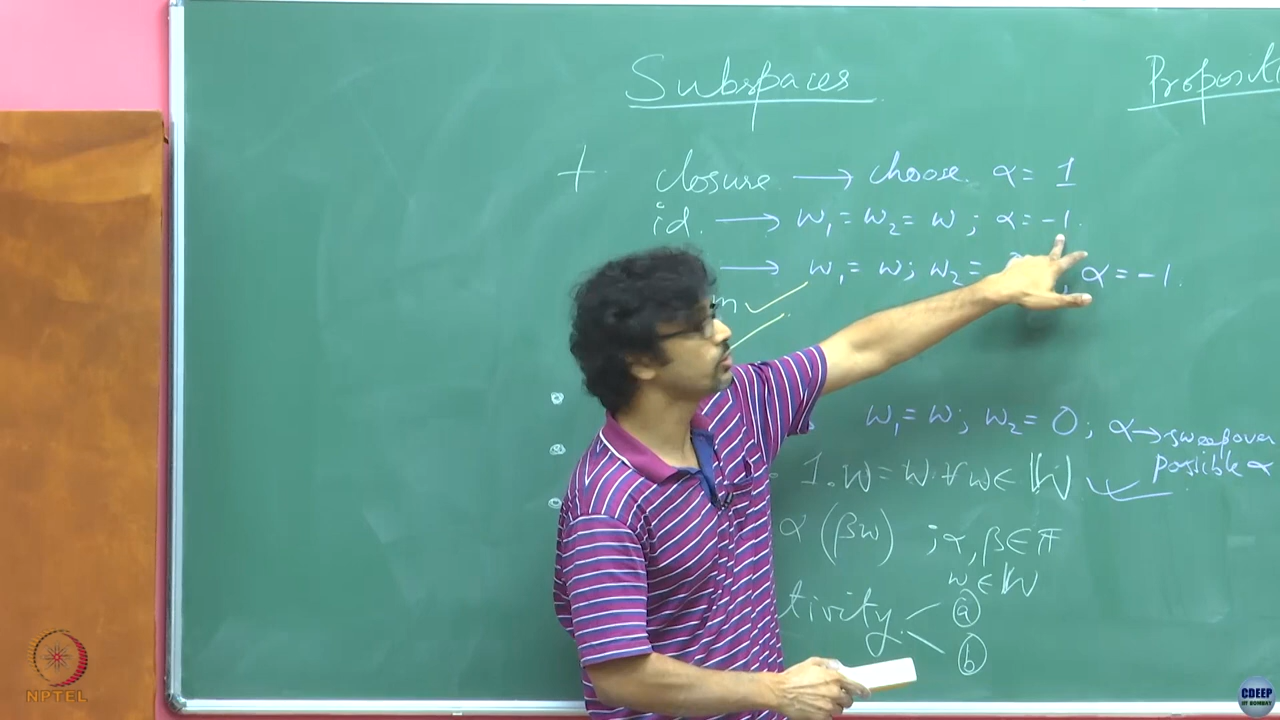 Subspaces
+ closure → choose α = 1
id. → w₁ = w₂ = w ; α = -1.
→ w₁ = w; w₂ = , α = -1.
w₁ = w; w₂ = 0; α → sweep over possible α
1.w = w ∀ w ∈ W
α (βw) ; α, β ∈ F
w ∈ W
tivity
a
b
NPTEL
CDEEP
IIT BOMBAY